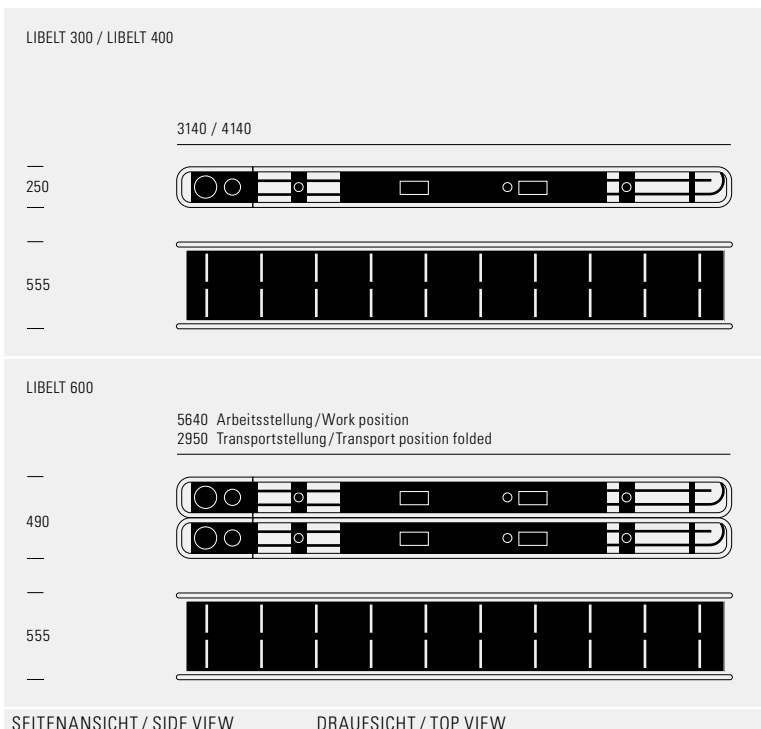 LIBELT 300 / LIBELT 400
3140 / 4140
250
555
LIBELT 600
5640 Arbeitsstellung/Work position
2950 Transportstellung/Transport position folded
490
555
SEITENANSICHT / SIDE VIEW
DRAUFSICHT / TOP VIEW